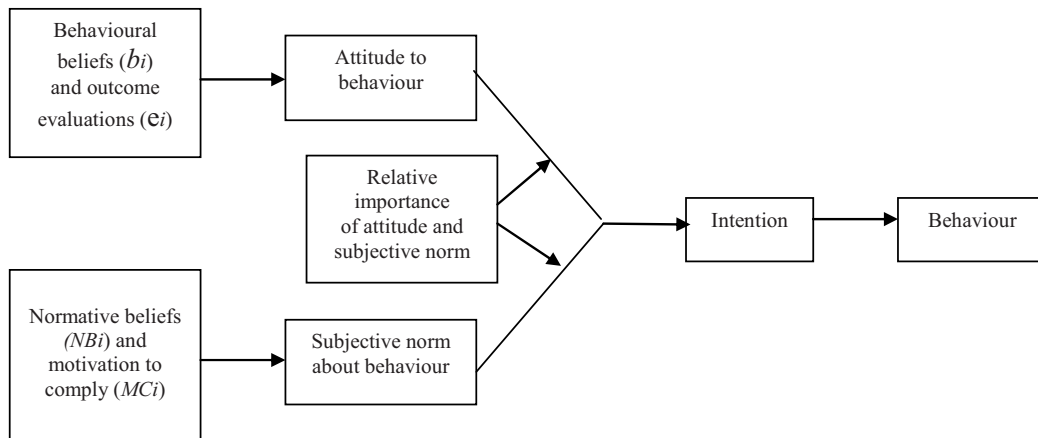 Behavioural
beliefs (bi)
and outcome
evaluations (ei)
Attitude to
behaviour
Relative
importance
of attitude and
subjective norm
Intention
Behaviour
Normative beliefs
(NBi) and
motivation to
comply (MCi)
Subjective norm
about behaviour